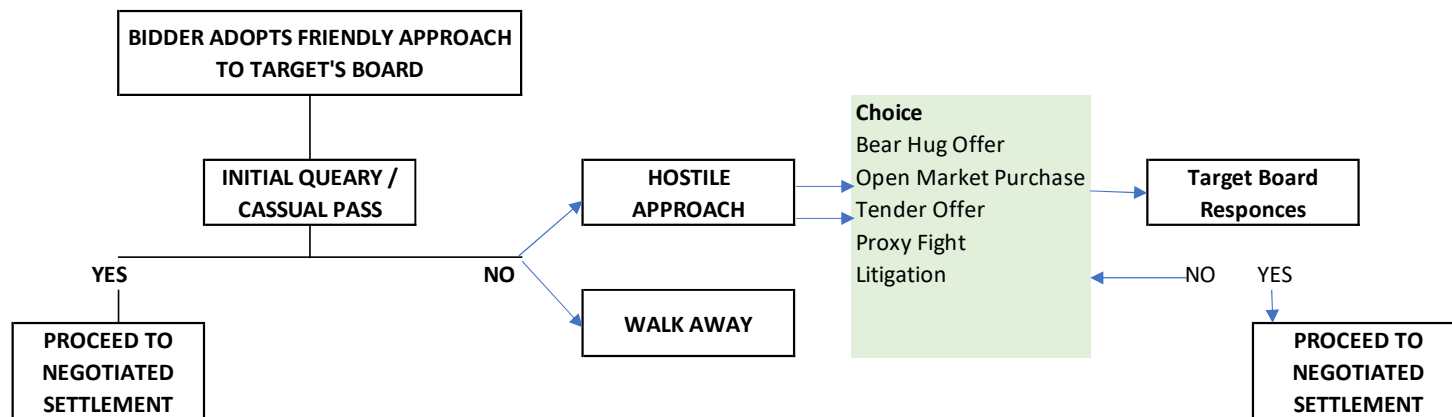 BIDDER ADOPTS FRIENDLY APPROACH
TO TARGET'S BOARD
INITIAL QUEARY /
CASSUAL PASS
YES
NO
PROCEED TO
NEGOTIATED
SETTLEMENT
HOSTILE
APPROACH
WALK AWAY
Choice
Bear Hug Offer
Open Market Purchase
Tender Offer
Proxy Fight
Litigation
Target Board
Responces
NO
YES
PROCEED TO
NEGOTIATED
SETTLEMENT